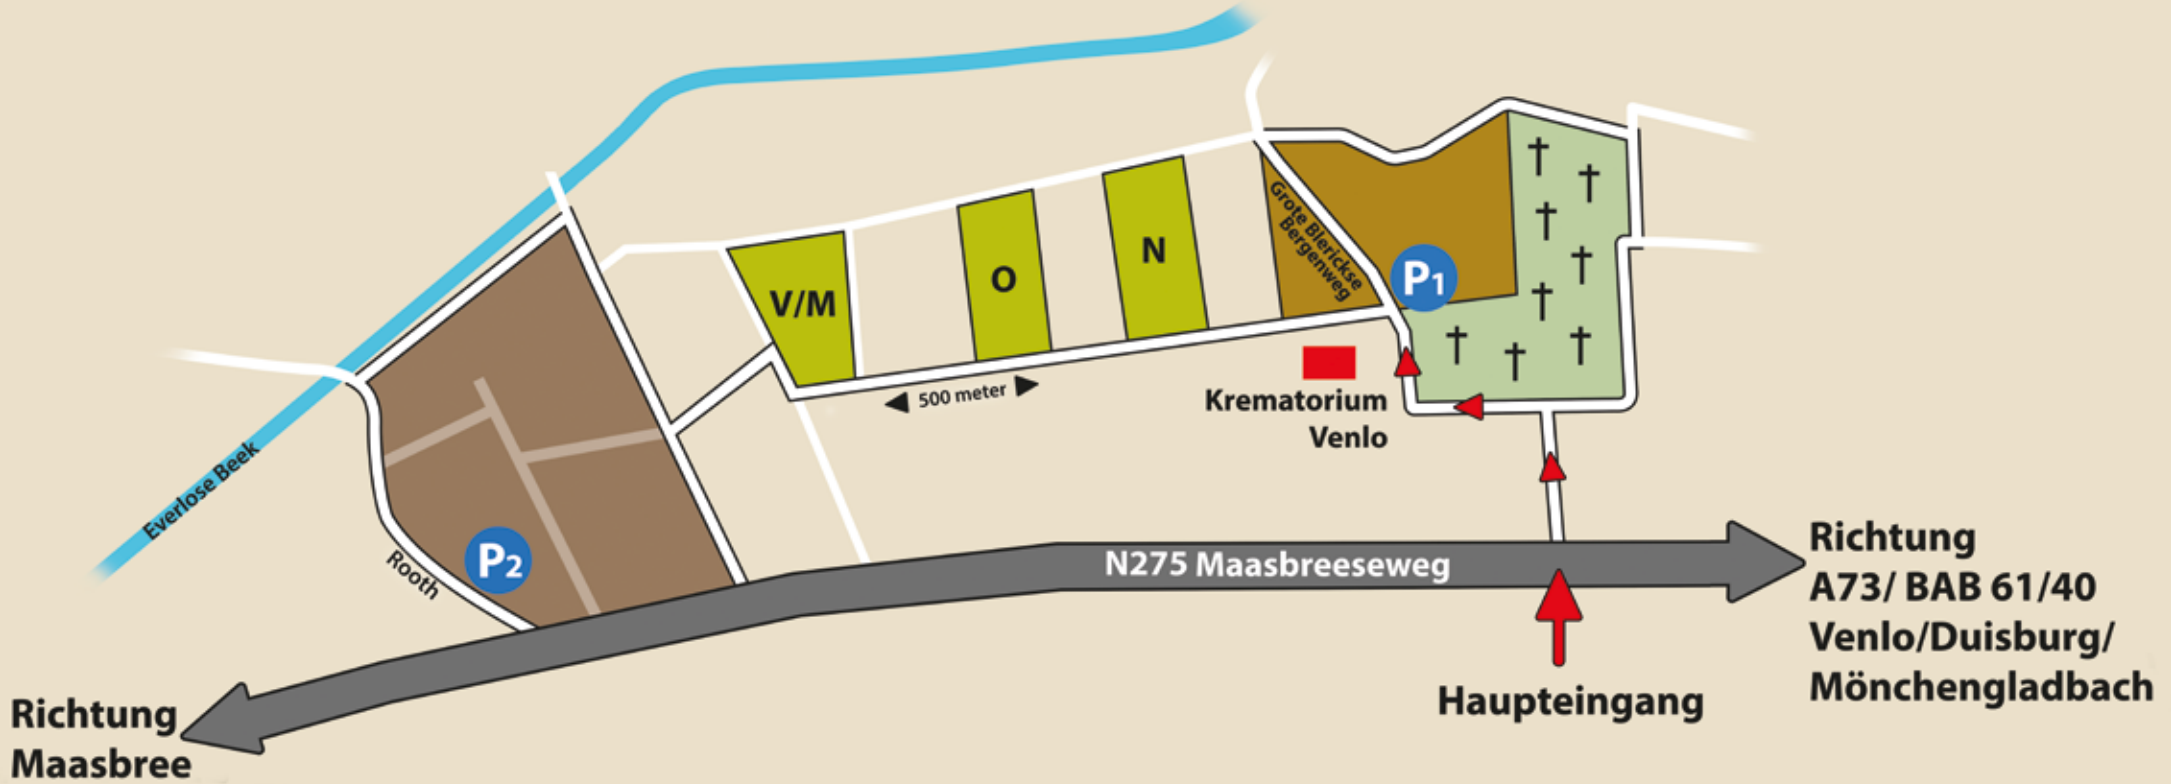 Everlose Beek
Rooth
P2
V/M
O
N
500 meter
Grote Blerickse
Bergenweg
P1
Krematorium
Venlo
N275 Maasbreeseweg
Haupteingang
Richtung
A73/ BAB 61/40
Venlo/Duisburg/
Mönchengladbach
Richtung
Maasbree